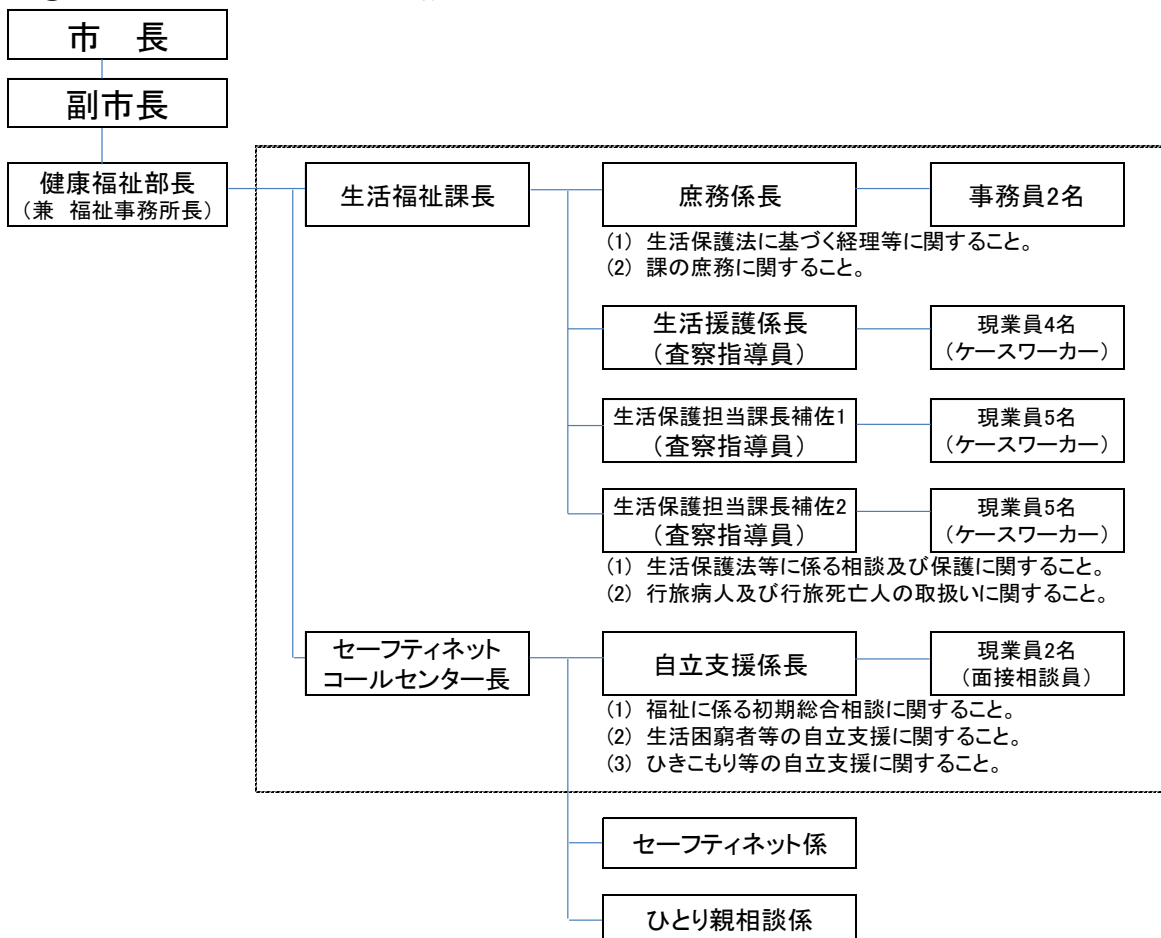 市　長
副市長
健康福祉部長
（兼　福祉事務所長）
生活福祉課長
庶務係長
事務員2名
(1) 生活保護法に基づく経理等に関すること。
(2) 課の庶務に関すること。
生活援護係長
（査察指導員）
現業員4名
（ケースワーカー）
生活保護担当課長補佐1
（査察指導員）
現業員5名
（ケースワーカー）
生活保護担当課長補佐2
（査察指導員）
現業員5名
（ケースワーカー）
(1) 生活保護法等に係る相談及び保護に関すること。
(2) 行旅病人及び行旅死亡人の取扱いに関すること。
セーフティネット
コールセンター長
自立支援係長
現業員2名
（面接相談員）
(1) 福祉に係る初期総合相談に関すること。
(2) 生活困窮者等の自立支援に関すること。
(3) ひきこもり等の自立支援に関すること。
セーフティネット係
ひとり親相談係